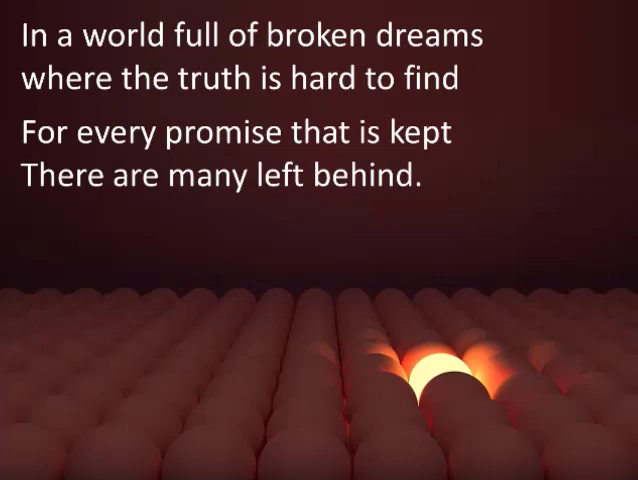 In a world full of broken dreams
where the truth is hard to find
For every promise that is kept
There are many left behind.